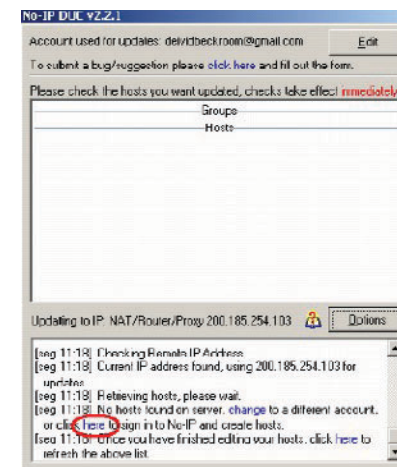 No-IP DUC v2.2.1
Account used for updates: deividbeckroom@gmail.com
Edit
To submit a bug/suggestion please click here and fill out the form.
Please check the hosts you want updated, checks take effect immediately
Groups
Hosts
Updating to IP: NAT/Router/Proxy 200.185.254.103
Options
[seg 11:18] Checking Remote IP Address
[seg 11:18] Current IP address found, using 200.185.254.103 for
updates
[seg 11:18] Retrieving hosts, please wait.
[seg 11:18] No hosts found on server. change to a different account,
or click here to sign in to No-IP and create hosts.
[seg 11:18] Once you have finished editing your hosts, click here to
refresh the above list.